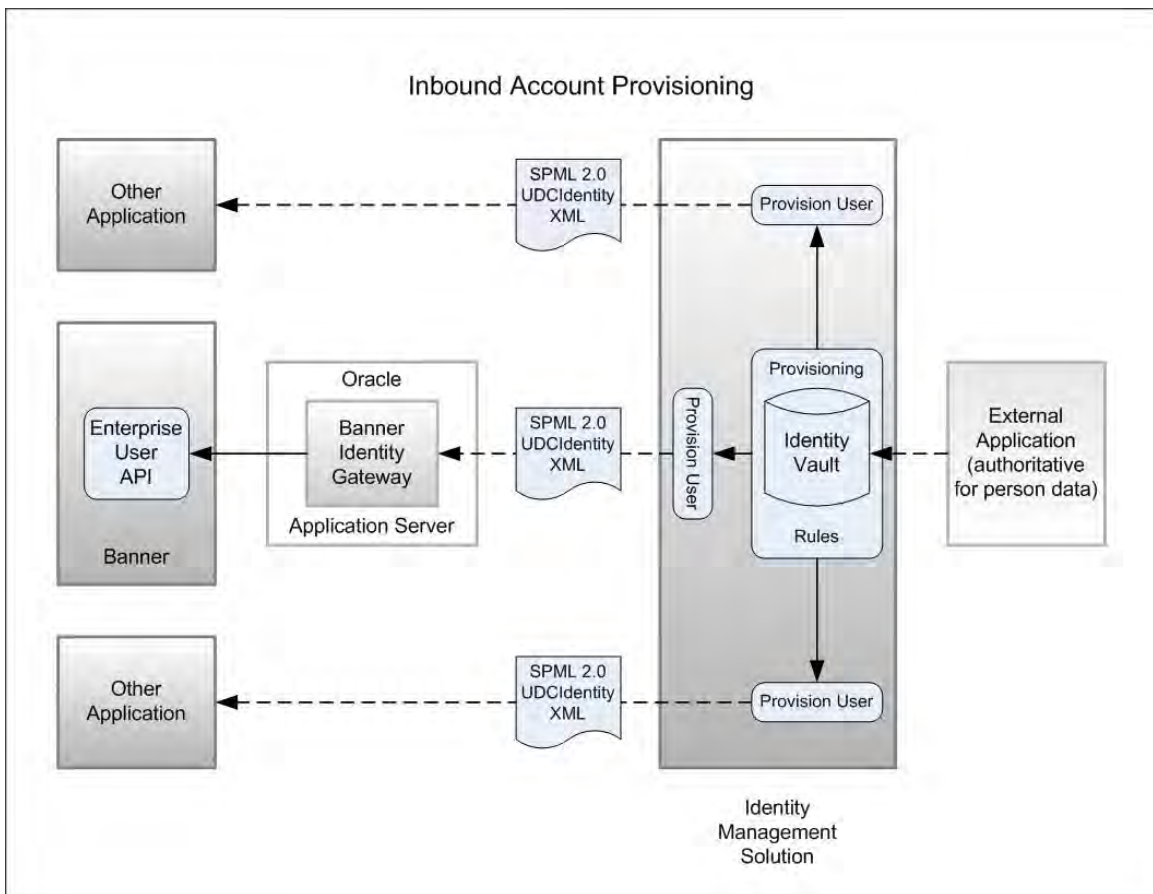 Inbound Account Provisioning
Other
Application
SPML 2.0
UDCIdentity
XML
Provision User
Enterprise
User
API
Banner
Oracle
Banner
Identity
Gateway
Application Server
SPML 2.0
UDCIdentity
XML
Provision User
Provisioning
Identity
Vault
Rules
External
Application
(authoritative
for person data)
Other
Application
SPML 2.0
UDCIdentity
XML
Provision User
Identity
Management
Solution